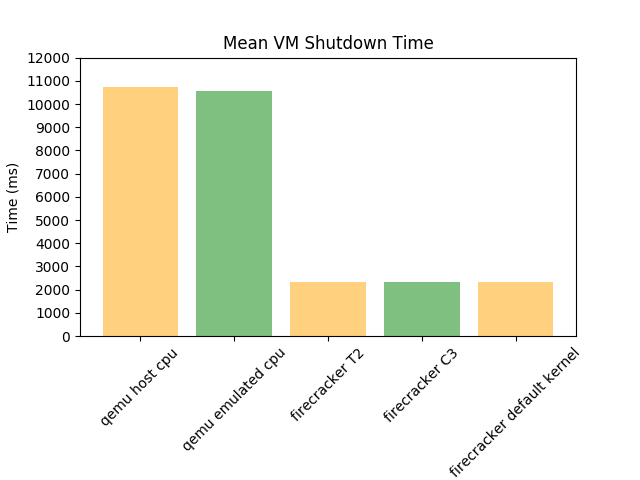 Mean VM Shutdown Time
12000
11000
10000
9000
8000
7000
6000
5000
4000
3000
2000
1000
0
Time (ms)
qemu host cpu
qemu emulated cpu
firecracker T2
firecracker C3
firecracker default kernel